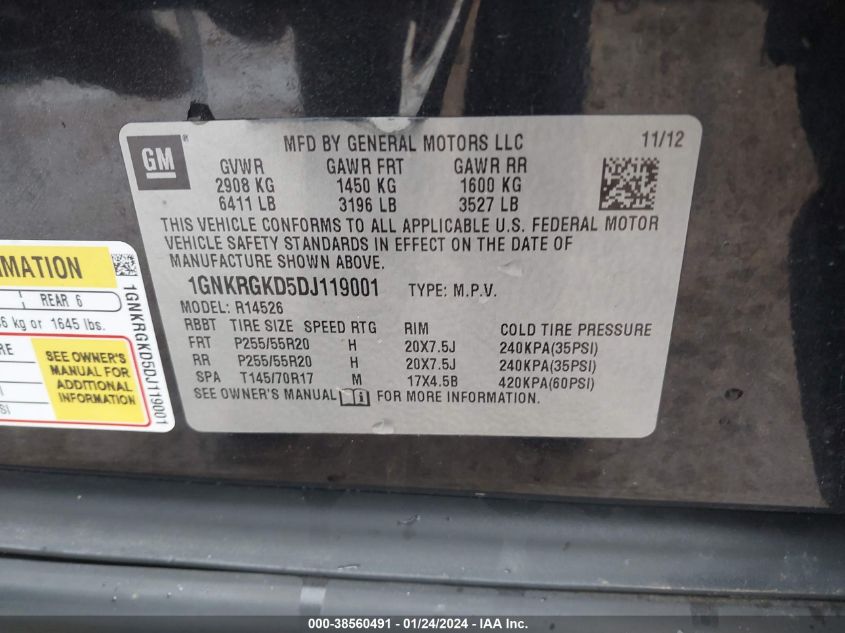 GM
MFD BY GENERAL MOTORS LLC
11/12
GVWR GAWR FRT GAWR RR
2908 KG 1450 KG 1600 KG
6411 LB 3196 LB 3527 LB
THIS VEHICLE CONFORMS TO ALL APPLICABLE U.S. FEDERAL MOTOR
VEHICLE SAFETY STANDARDS IN EFFECT ON THE DATE OF
MANUFACTURE SHOWN ABOVE.
1GNKRGKD5DJ119001 TYPE: M.P.V.
MODEL: R14526
RBBT TIRE SIZE SPEED RTG RIM COLD TIRE PRESSURE
FRT P255/55R20 H 20X7.5J 240KPA(35PSI)
RR P255/55R20 H 20X7.5J 240KPA(35PSI)
SPA T145/70R17 M 17X4.5B 420KPA(60PSI)
SEE OWNER'S MANUAL FOR MORE INFORMATION.
REAR 6
kg or 1645 lbs.
SEE OWNER'S
MANUAL FOR
ADDITIONAL
INFORMATION
1GNKRGKD5DJ119001
000-38560491 - 01/24/2024 - IAA Inc.